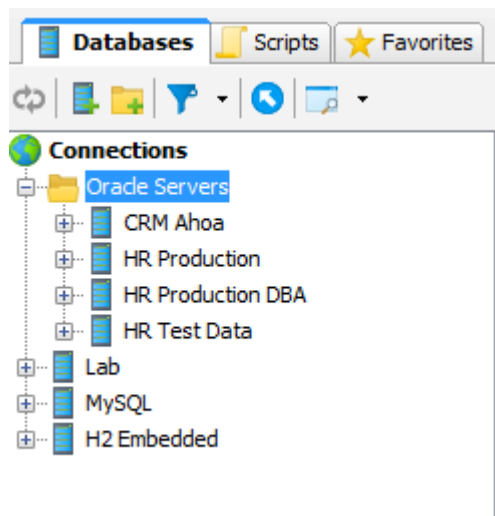 Databases Scripts Favorites
Connections
Oracle Servers
CRM Ahoa
HR Production
HR Production DBA
HR Test Data
Lab
MySQL
H2 Embedded